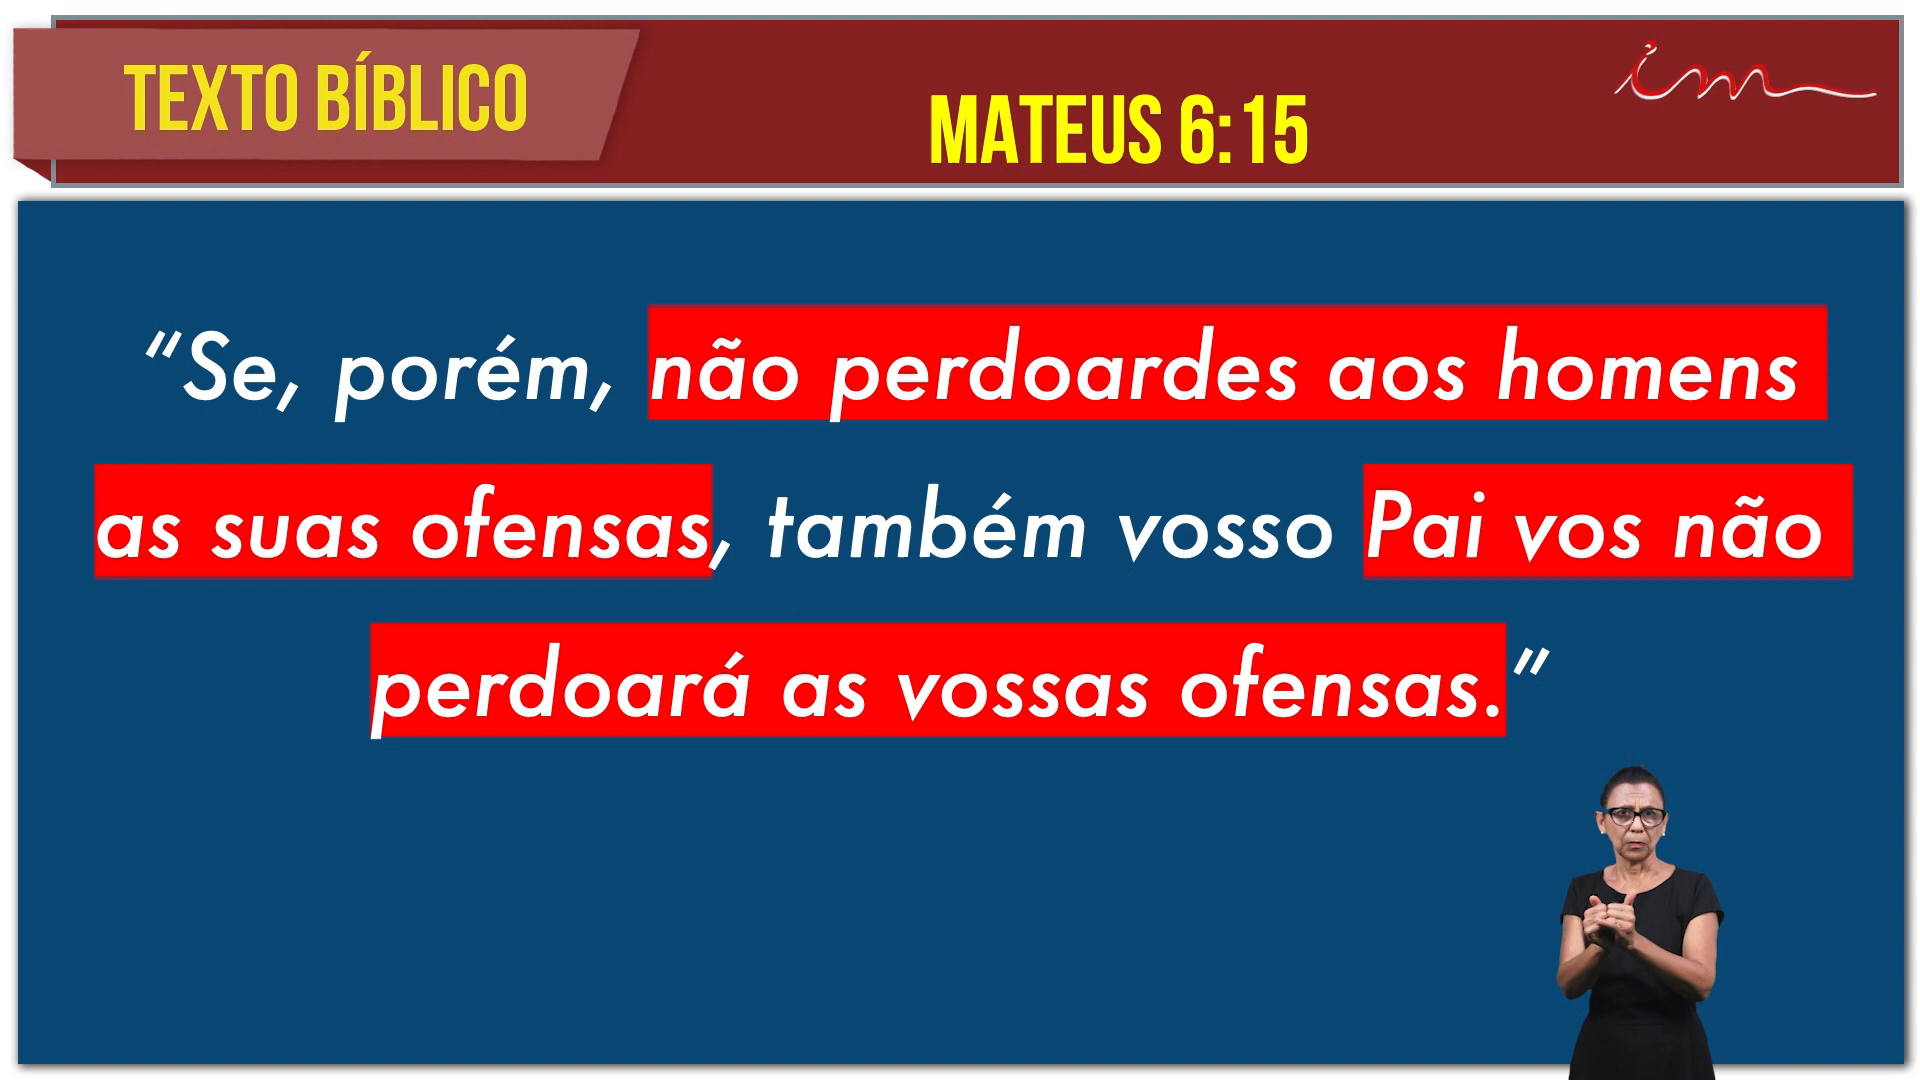 TEXTO BÍBLICO
MATEUS 6:15
im
“Se, porém, não perdoardes aos homens
as suas ofensas, também vosso Pai vos não
perdoará as vossas ofensas.”